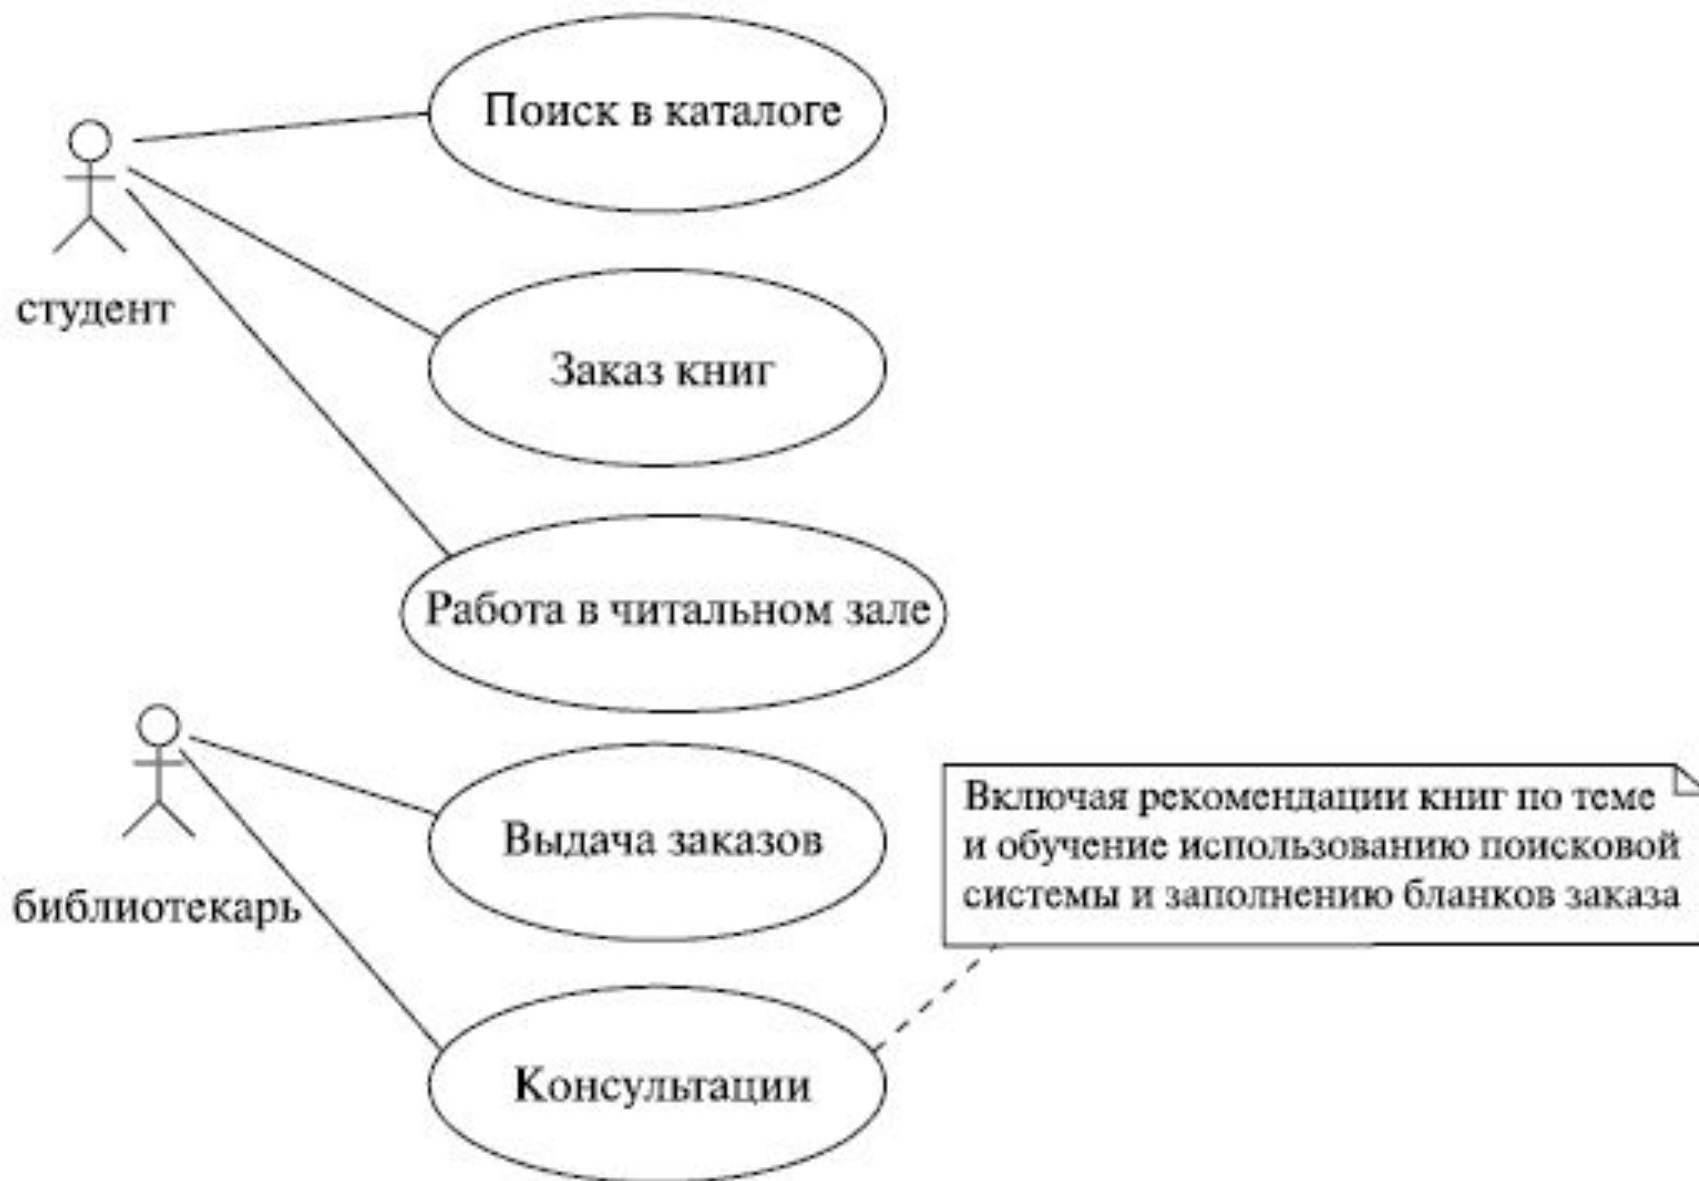 Поиск в каталоге
студент
Заказ книг
Работа в читальном зале
Выдача заказов
библиотекарь
Включая рекомендации книг по теме
и обучение использованию поисковой
системы и заполнению бланков заказа
Консультации